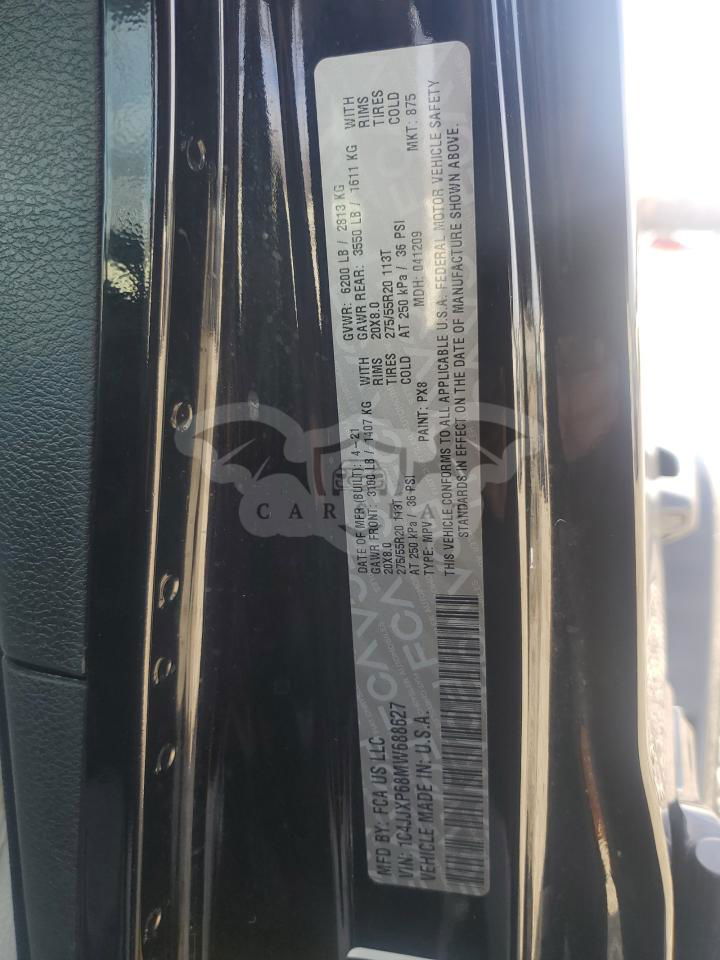 MFD BY: FCA US LLC
DATE OF MFR (BUILT): 4-21
GVWR: 6200 LB / 2813 KG
GAWR FRONT: 3100 LB / 1407 KG WITH
GAWR REAR: 3550 LB / 1611 KG WITH
20X8.0 RIMS
20X8.0 RIMS
275/55R20 113T TIRES
275/55R20 113T TIRES
AT 250 kPa / 36 PSI COLD
AT 250 kPa / 36 PSI COLD
VIN: 1C4JJXP68MW688627
TYPE: MPV
PAINT: PX8
MDH: 041209
MKT: 875
VEHICLE MADE IN: U.S.A.
THIS VEHICLE CONFORMS TO ALL APPLICABLE U.S.A. FEDERAL MOTOR VEHICLE SAFETY
STANDARDS IN EFFECT ON THE DATE OF MANUFACTURE SHOWN ABOVE.
FCA